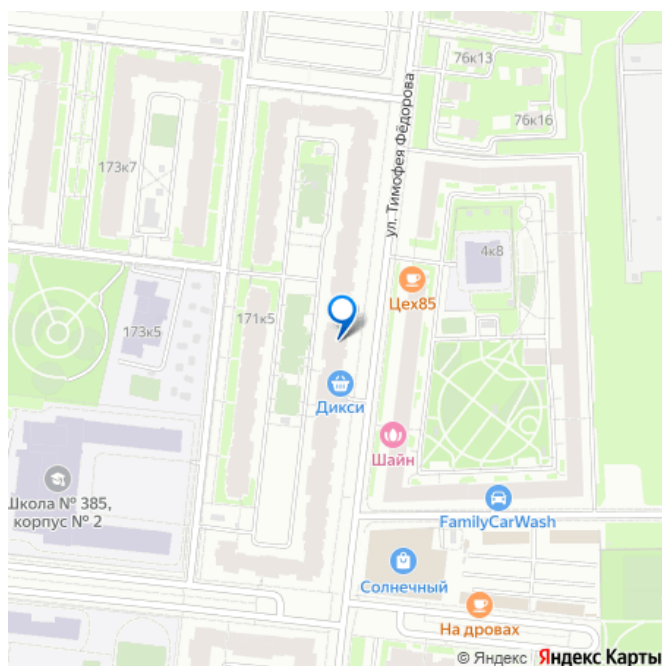 76к13
76к16
ул. Тимофея Фёдорова
173к7
4к8
Цех85
171к5
173к5
Дикси
Шайн
Школа № 385,
корпус № 2
FamilyCarWash
Солнечный
На дровах
© Яндекс Яндекс Карты